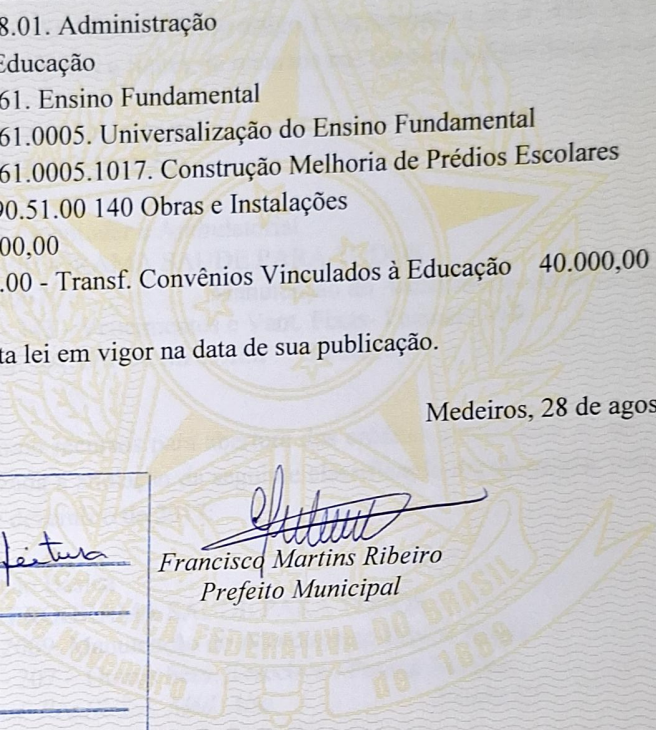 8.01. Administração
Educação
61. Ensino Fundamental
61.0005. Universalização do Ensino Fundamental
61.0005.1017. Construção Melhoria de Prédios Escolares
90.51.00 140 Obras e Instalações
00,00
.00 - Transf. Convênios Vinculados à Educação 40.000,00
ta lei em vigor na data de sua publicação.
Medeiros, 28 de agos
feitura
Francisco Martins Ribeiro
Prefeito Municipal
REPÚBLICA FEDERATIVA DO BRASIL
de Novembro
de 1889